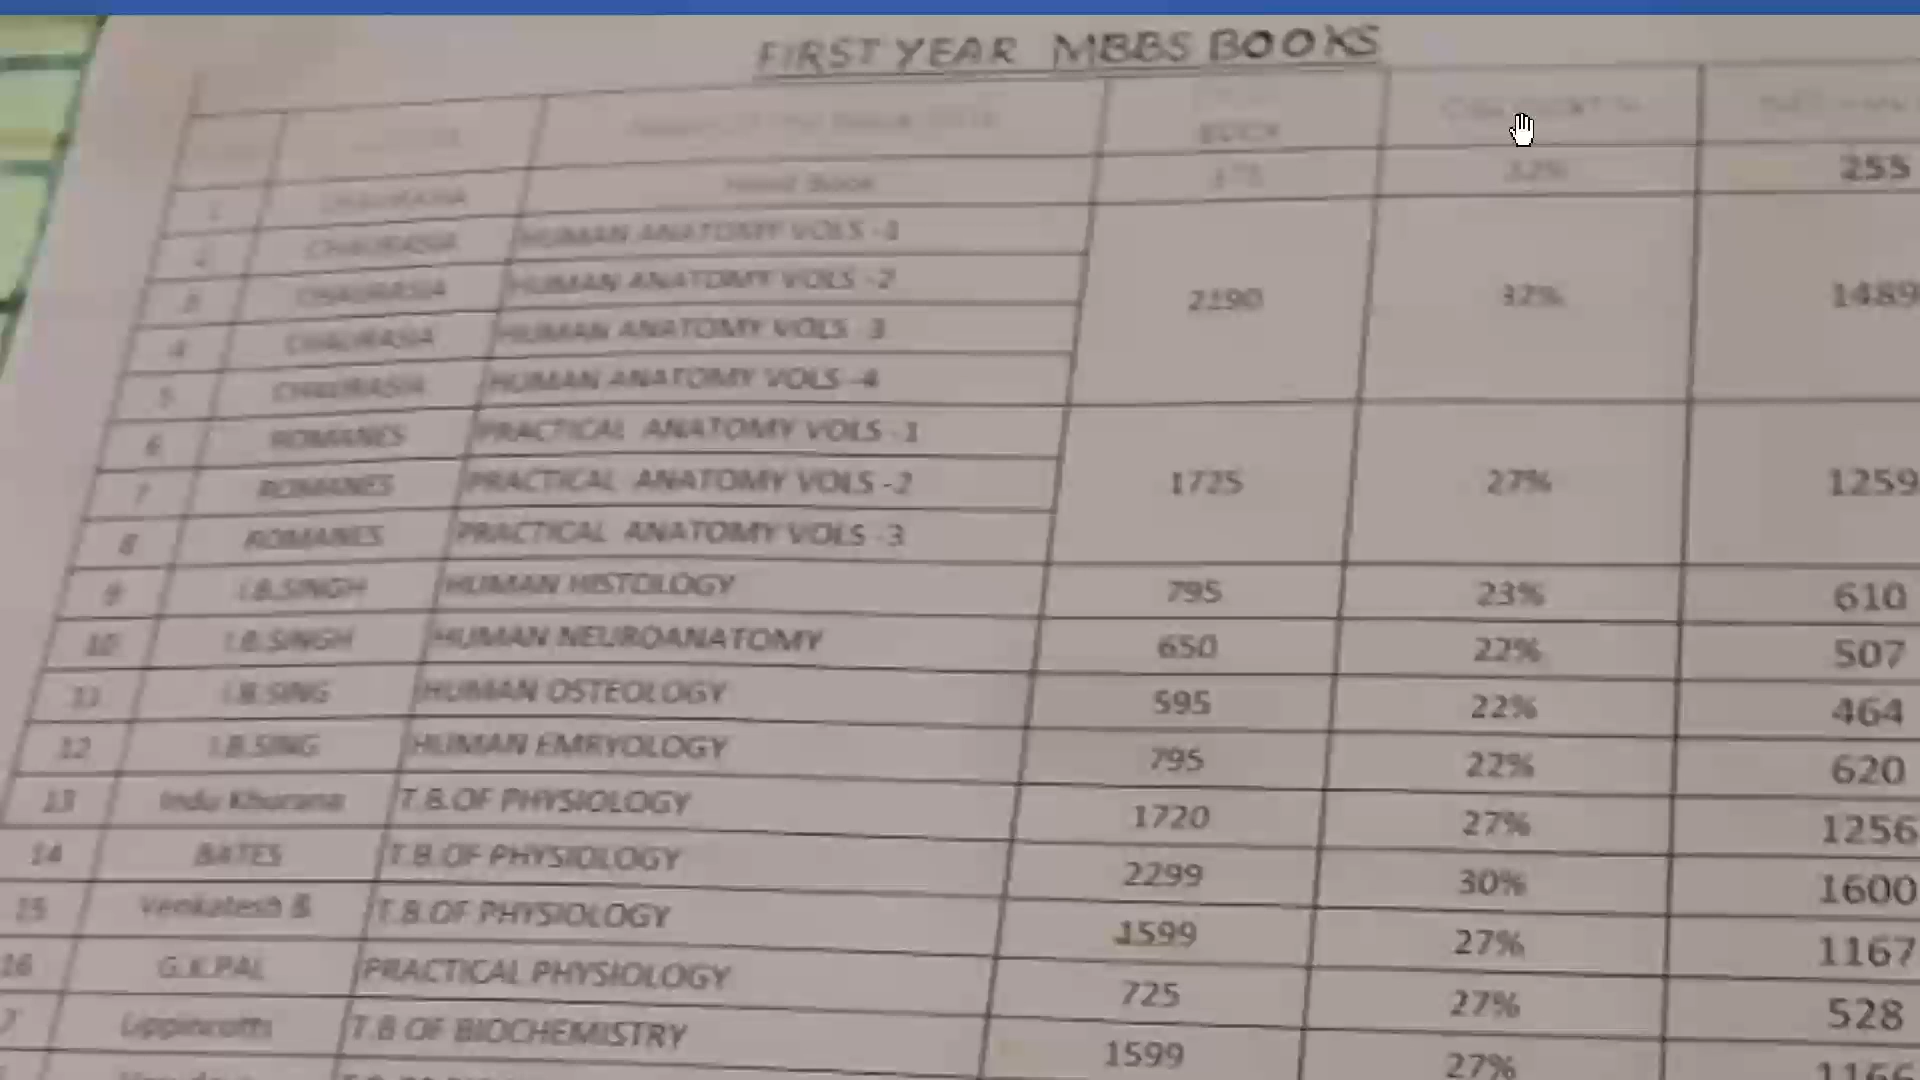 FIRST YEAR MBBS BOOKS
BOOK
1 CHAURASIA Hand Book 375 32% 255
2 CHAURASIA HUMAN ANATOMY VOLS -1
3 CHAURASIA HUMAN ANATOMY VOLS -2 2190 32% 1489
4 CHAURASIA HUMAN ANATOMY VOLS 3
5 CHAURASIA HUMAN ANATOMY VOLS -4
6 ROMANES PRACTICAL ANATOMY VOLS -1
7 ROMANES PRACTICAL ANATOMY VOLS -2 1725 27% 1259
8 ROMANES PRACTICAL ANATOMY VOLS -3
9 I.B.SINGH HUMAN HISTOLOGY 795 23% 610
10 I.B.SINGH HUMAN NEUROANATOMY 650 22% 507
11 I.B.SING HUMAN OSTEOLOGY 595 22% 464
12 I.B.SING HUMAN EMRYOLOGY 795 22% 620
13 Indu Khurana T.B.OF PHYSIOLOGY 1720 27% 1256
14 BATES T.B.OF PHYSIOLOGY 2299 30% 1600
15 Venkatesh & T.B.OF PHYSIOLOGY 1599 27% 1167
16 G.K.PAL PRACTICAL PHYSIOLOGY 725 27% 528
7 Lippincotts T.B OF BIOCHEMISTRY 1599 27% 1166